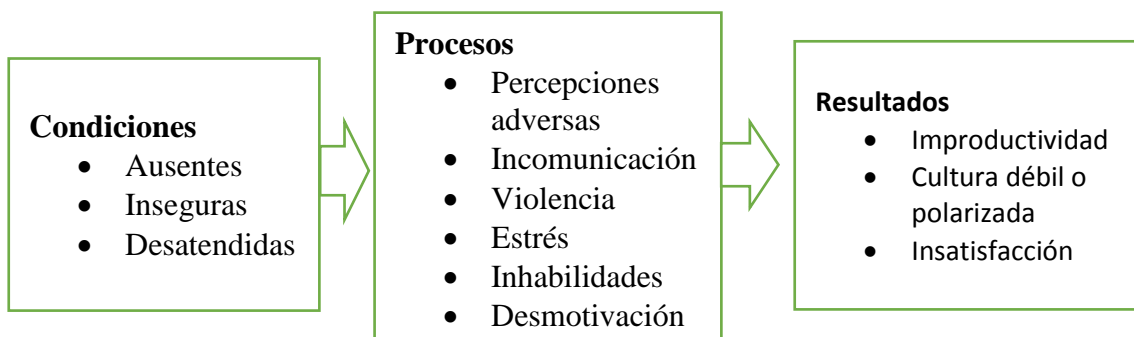 Condiciones
• Ausentes
• Inseguras
• Desatendidas
Procesos
• Percepciones
adversas
• Incomunicación
• Violencia
• Estrés
• Inhabilidades
• Desmotivación
Resultados
• Improductividad
• Cultura débil o
polarizada
• Insatisfacción